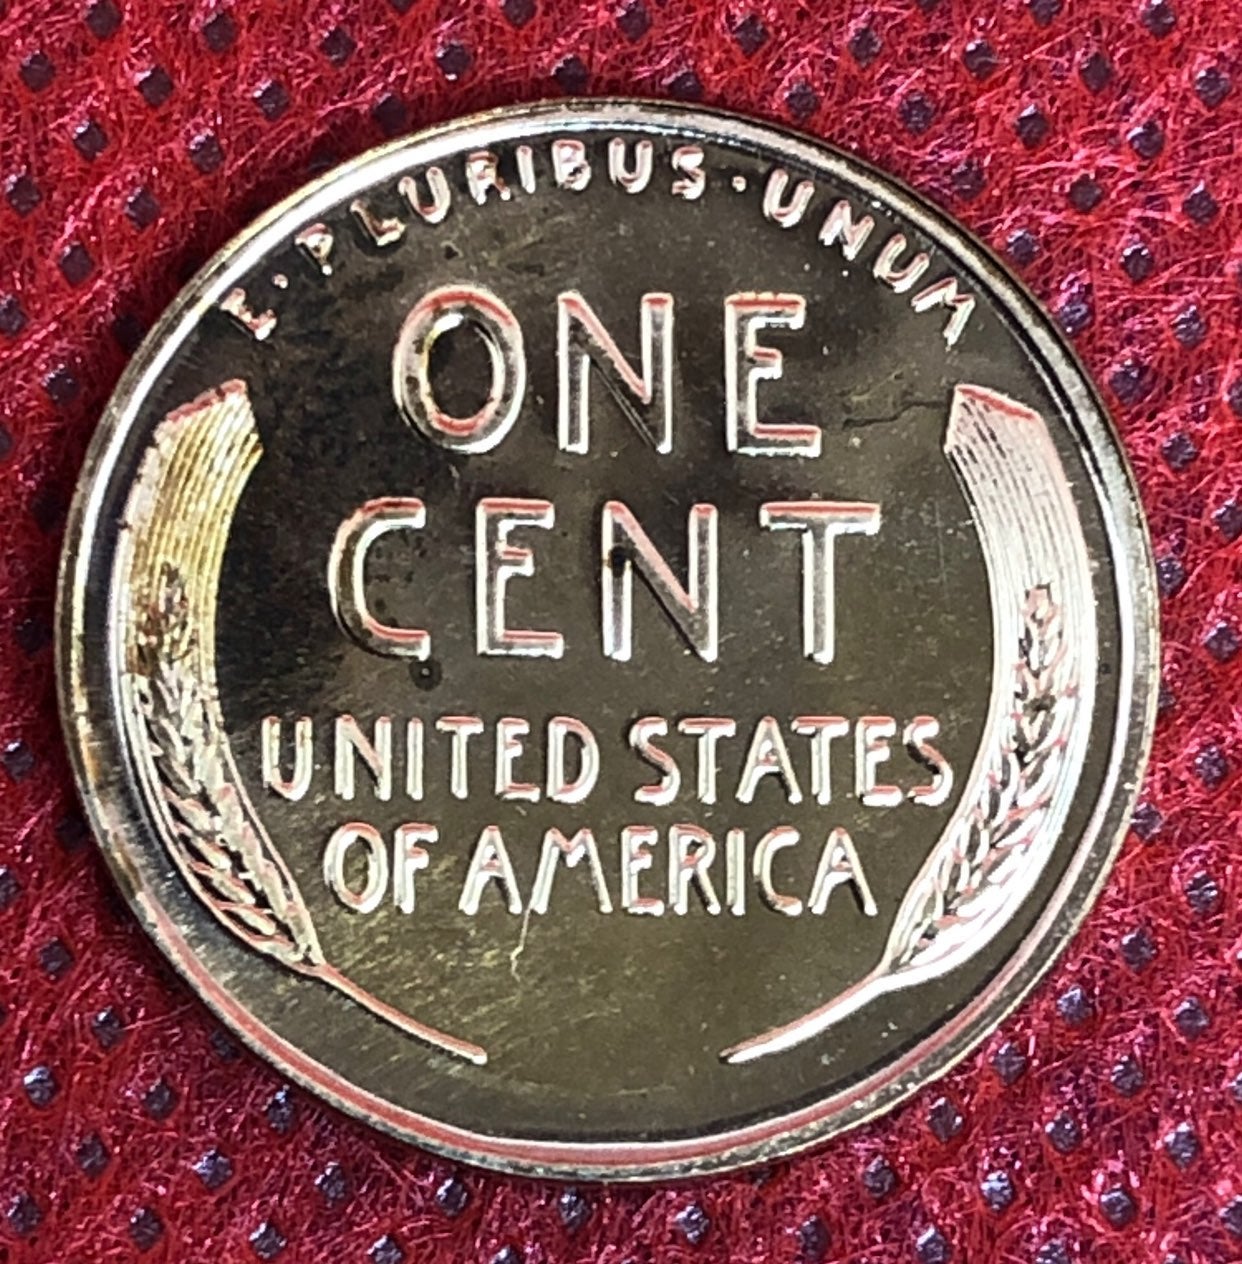 E·PLURIBUS·UNUM
ONE
CENT
UNITED STATES
OF AMERICA